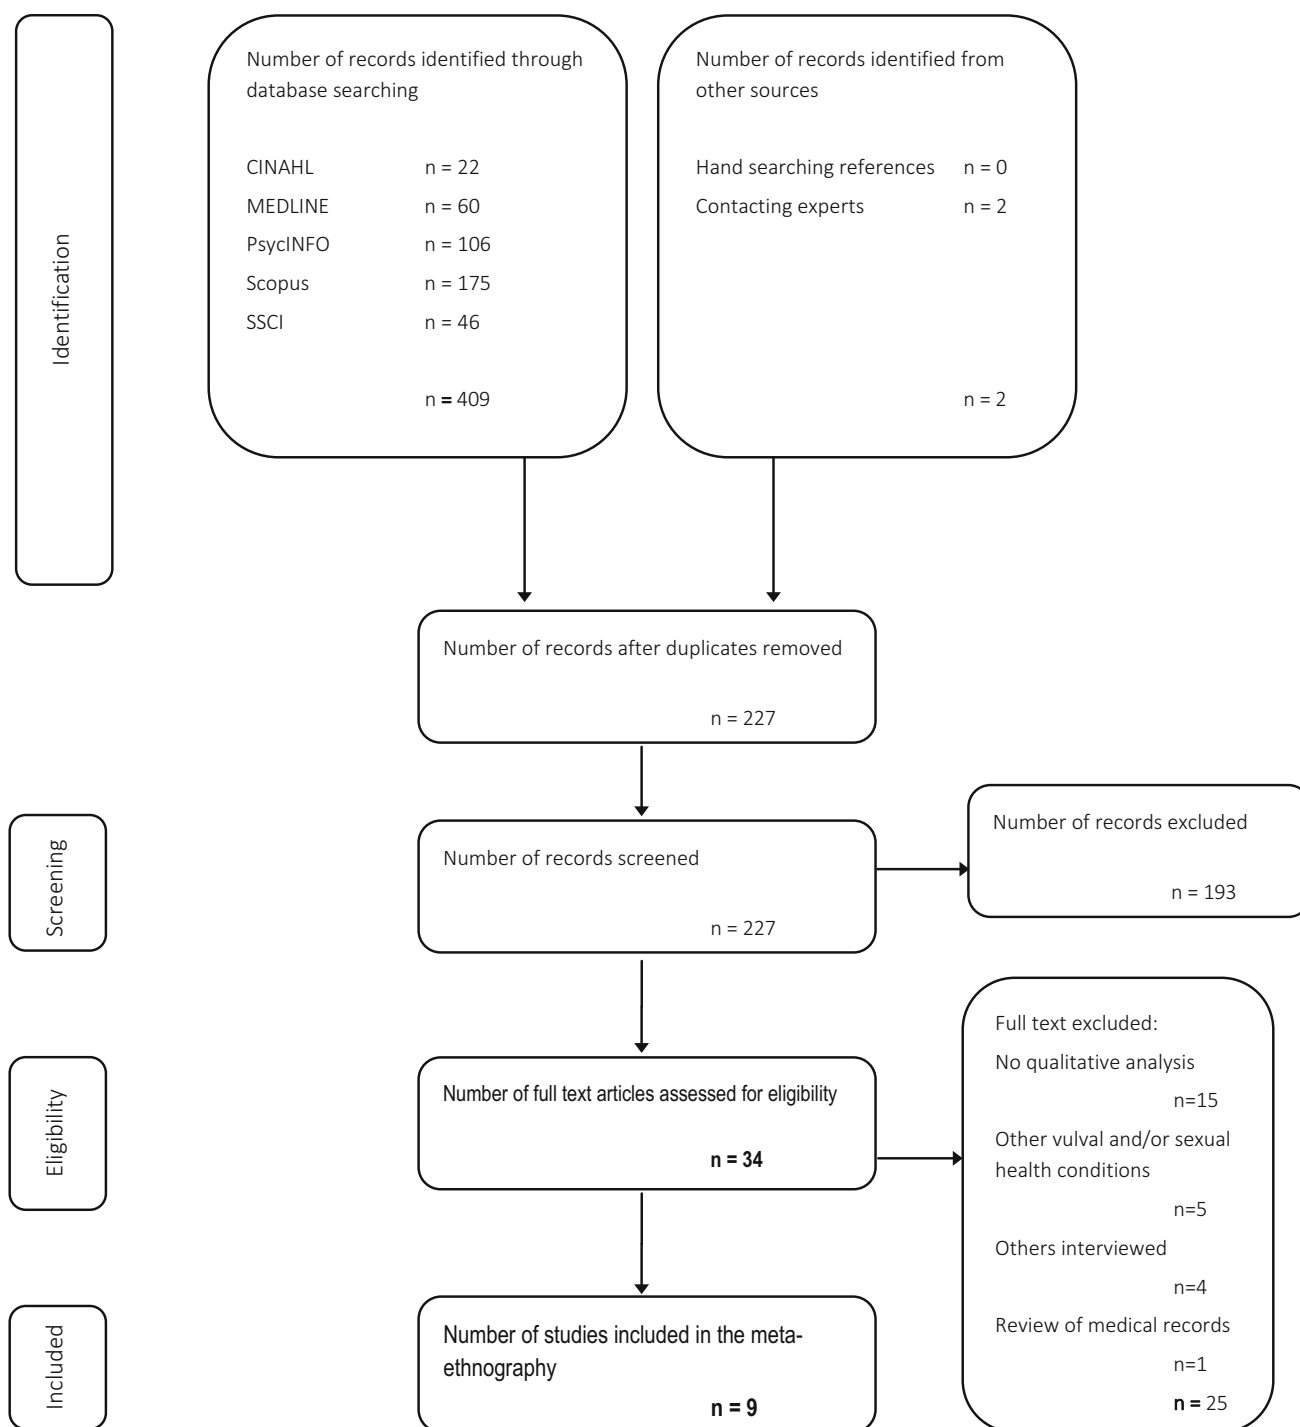 Identification
Number of records identified through
database searching
CINAHL n = 22
MEDLINE n = 60
PsycINFO n = 106
Scopus n = 175
SSCI n = 46
n = 409
Number of records identified from
other sources
Hand searching references n = 0
Contacting experts n = 2
n = 2
Number of records after duplicates removed
n = 227
Screening
Number of records screened
n = 227
Number of records excluded
n = 193
Eligibility
Number of full text articles assessed for eligibility
n = 34
Full text excluded:
No qualitative analysis
n=15
Other vulval and/or sexual
health conditions
n=5
Others interviewed
n=4
Review of medical records
n=1
n = 25
Included
Number of studies included in the meta-
ethnography
n = 9